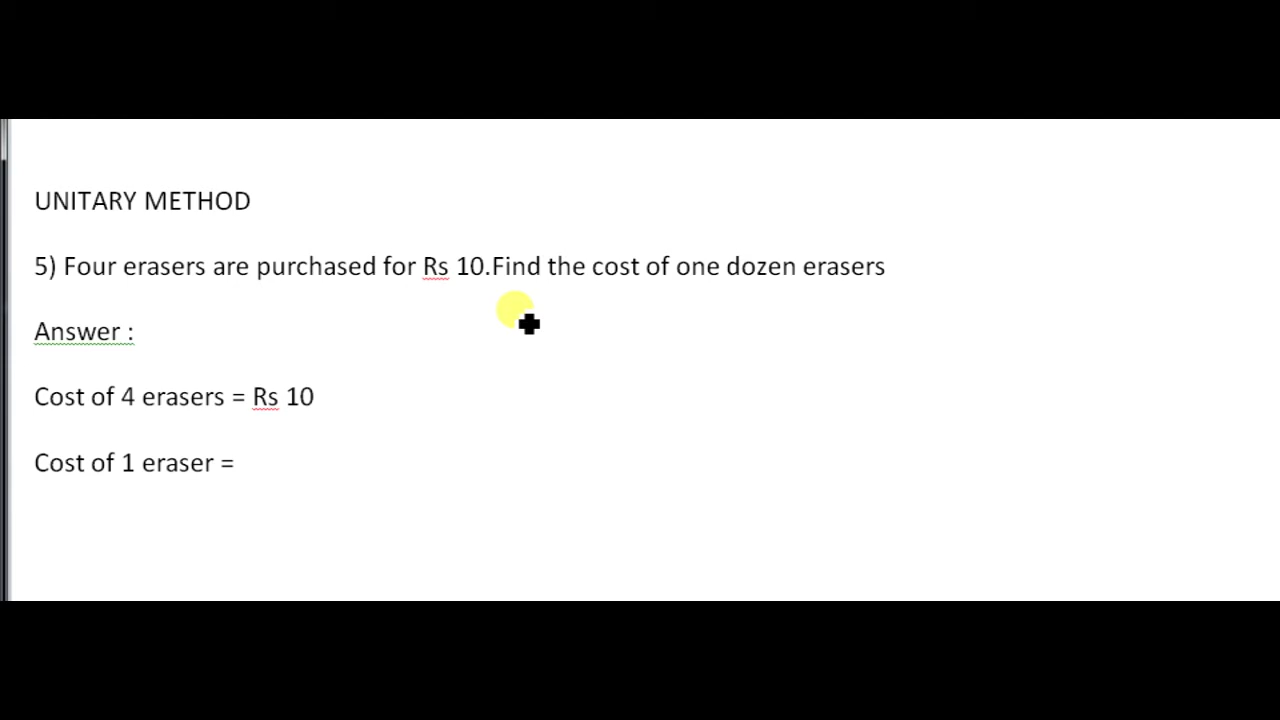 UNITARY METHOD
5) Four erasers are purchased for Rs 10.Find the cost of one dozen erasers
Answer :
Cost of 4 erasers = Rs 10
Cost of 1 eraser =